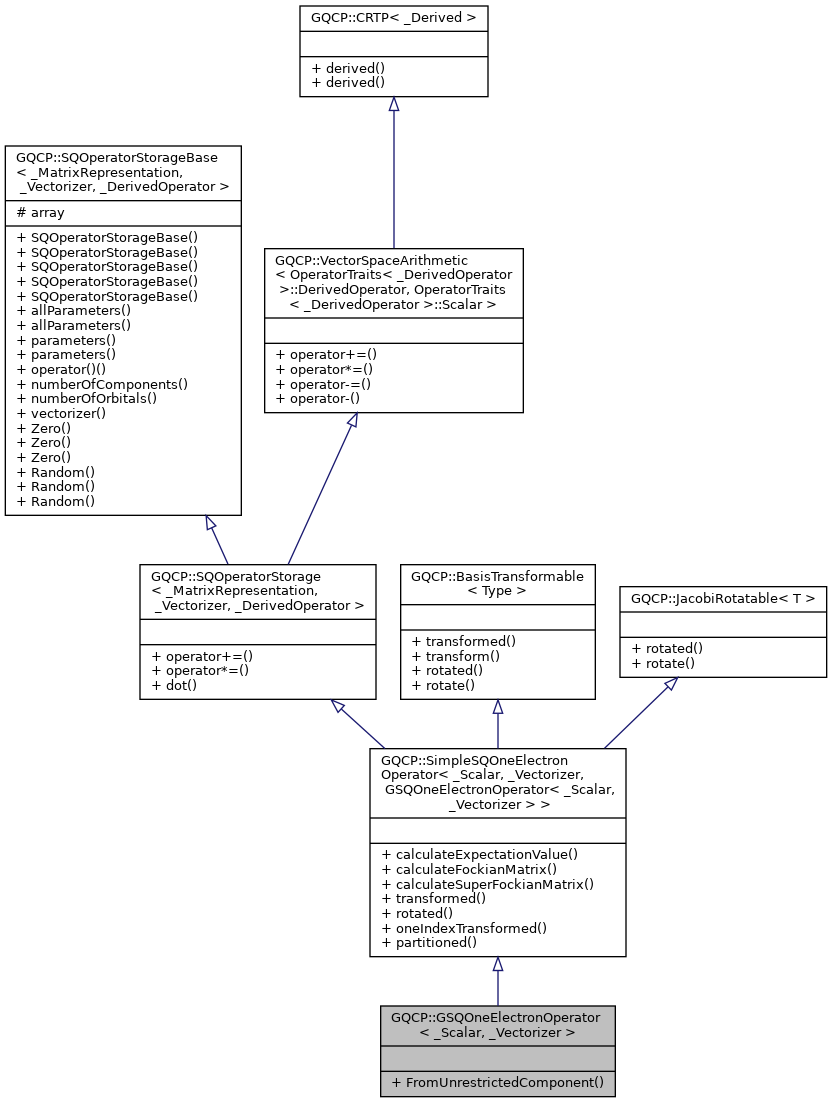 GQCP::CRTP< _Derived >
+ derived()
+ derived()
GQCP::SQOperatorStorageBase
< _MatrixRepresentation,
_Vectorizer, _DerivedOperator >
# array
+ SQOperatorStorageBase()
+ SQOperatorStorageBase()
+ SQOperatorStorageBase()
+ SQOperatorStorageBase()
+ SQOperatorStorageBase()
+ allParameters()
+ allParameters()
+ parameters()
+ parameters()
+ operator()()
+ numberOfComponents()
+ numberOfOrbitals()
+ vectorizer()
+ Zero()
+ Zero()
+ Zero()
+ Random()
+ Random()
+ Random()
GQCP::VectorSpaceArithmetic
< OperatorTraits< _DerivedOperator
>::DerivedOperator, OperatorTraits
< _DerivedOperator >::Scalar >
+ operator+=()
+ operator*=()
+ operator-=()
+ operator-()
GQCP::SQOperatorStorage
< _MatrixRepresentation,
_Vectorizer, _DerivedOperator >
+ operator+=()
+ operator*=()
+ dot()
GQCP::BasisTransformable
< Type >
+ transformed()
+ transform()
+ rotated()
+ rotate()
GQCP::JacobiRotatable< T >
+ rotated()
+ rotate()
GQCP::SimpleSQOneElectron
Operator< _Scalar, _Vectorizer,
GSQOneElectronOperator< _Scalar,
_Vectorizer > >
+ calculateExpectationValue()
+ calculateFockianMatrix()
+ calculateSuperFockianMatrix()
+ transformed()
+ rotated()
+ oneIndexTransformed()
+ partitioned()
GQCP::GSQOneElectronOperator
< _Scalar, _Vectorizer >
+ FromUnrestrictedComponent()